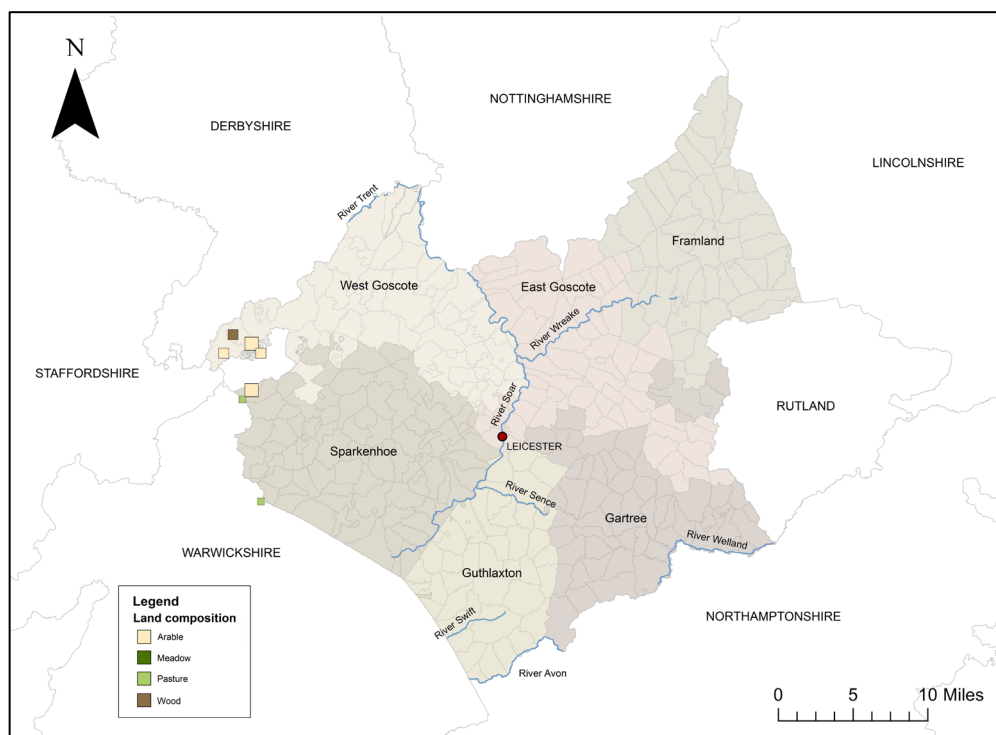 N
NOTTINGHAMSHIRE
DERBYSHIRE
LINCOLNSHIRE
River Trent
Framland
West Goscote
East Goscote
River Wreake
STAFFORDSHIRE
River Soar
RUTLAND
LEICESTER
Sparkenhoe
River Sence
Gartree
River Welland
WARWICKSHIRE
Guthlaxton
River Swift
NORTHAMPTONSHIRE
River Avon
Legend
Land composition
Arable
Meadow
Pasture
Wood
0 5 10 Miles